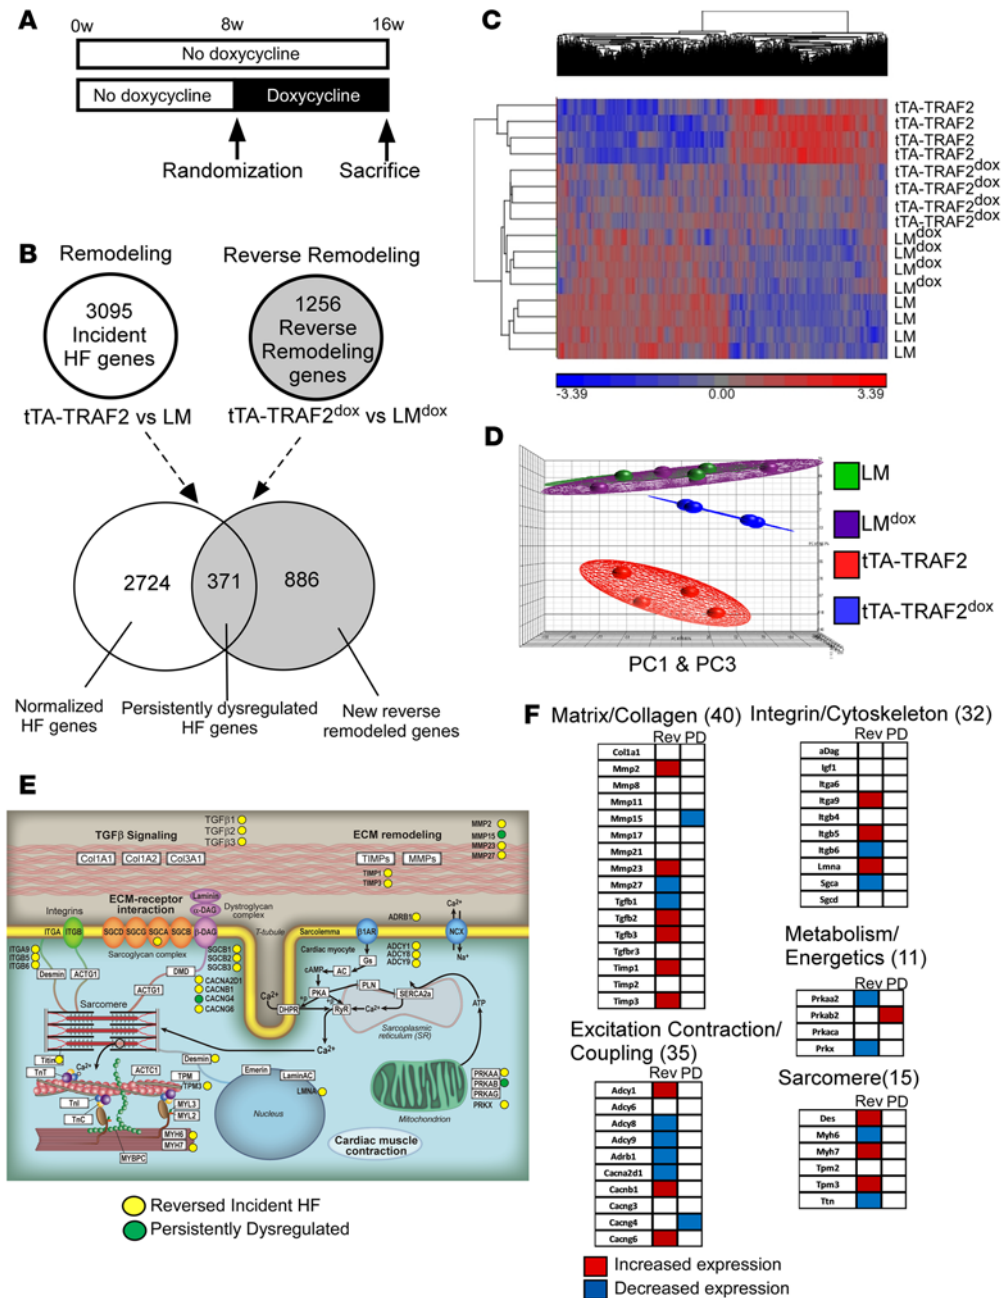 A
0w 8w 16w
No doxycycline
No doxycycline Doxycycline
Randomization Sacrifice
B
Remodeling Reverse Remodeling
3095
Incident
HF genes
1256
Reverse
Remodeling
genes
tTA-TRAF2 vs LM tTA-TRAF2dox vs LMdox
2724 371 886
Normalized
HF genes
Persistently dysregulated
HF genes
New reverse
remodeled genes
C
tTA-TRAF2
tTA-TRAF2
tTA-TRAF2
tTA-TRAF2
tTA-TRAF2dox
tTA-TRAF2dox
tTA-TRAF2dox
tTA-TRAF2dox
LMdox
LMdox
LMdox
LMdox
LM
LM
LM
LM
-3.39 0.00 3.39
D
LM
LMdox
tTA-TRAF2
tTA-TRAF2dox
PC1 & PC3
E
TGFβ Signaling
TGFβ1
TGFβ2
TGFβ3
Col1A1 Col1A2 Col3A1
ECM remodeling
MMP2
MMP15
MMP23
MMP27
TIMPs MMPs
TIMP1
TIMP3
ECM-receptor
interaction
Laminin
α-DAG
Dystroglycan
complex
Integrins
ITGA ITGB
SGCD SGCG SGCA SGCB β-DAG
Sarcoglycan complex
T-tubule
Sarcolemma
ADRB1
β1AR
Ca2+
NCX
Na+
Cardiac myocyte
Gs
AC
cAMP
ADCY1
ADCY8
ADCY9
ITGA9
ITGB5
ITGB6
Desmin
ACTG1
SGCB1
SGCB2
SGCB3
DMD
CACNA2D1
CACNB1
CACNG4
CACNG6
ACTG1
PKA
PLN
SERCA2a
Ca2+
DHPR
RyR
Ca2+
ATP
Sarcoplasmic
reticulum (SR)
Ca2+
Sarcomere
Titin
TnT
Ca2+
ACTC1
TPM
TPM3
Desmin
Emerin
LaminAC
LMNA
Nucleus
TnI
TnC
MYL3
MYL2
MYH6
MYH7
MYBPC
Mitochondrion
PRKAA
PRKAB
PRKAG
PRKX
Cardiac muscle
contraction
Reversed Incident HF
Persistently Dysregulated
F
Matrix/Collagen (40)
Rev PD
Col1a1
Mmp2
Mmp8
Mmp11
Mmp15
Mmp17
Mmp21
Mmp23
Mmp27
Tgfb1
Tgfb2
Tgfb3
Tgfbr3
Timp1
Timp2
Timp3
Integrin/Cytoskeleton (32)
Rev PD
aDag
Igf1
Itga6
Itga9
Itgb4
Itgb5
Itgb6
Lmna
Sgca
Sgcd
Metabolism/
Energetics (11)
Rev PD
Prkaa2
Prkab2
Prkaca
Prkx
Excitation Contraction/
Coupling (35)
Rev PD
Adcy1
Adcy6
Adcy8
Adcy9
Adrb1
Cacna2d1
Cacnb1
Cacng3
Cacng4
Cacng6
Sarcomere(15)
Rev PD
Des
Myh6
Myh7
Tpm2
Tpm3
Ttn
Increased expression
Decreased expression